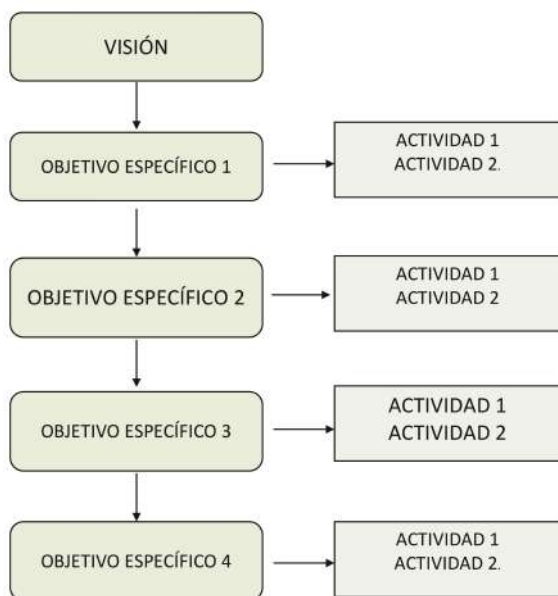 VISIÓN
OBJETIVO ESPECÍFICO 1
ACTIVIDAD 1
ACTIVIDAD 2.
OBJETIVO ESPECÍFICO 2
ACTIVIDAD 1
ACTIVIDAD 2
OBJETIVO ESPECÍFICO 3
ACTIVIDAD 1
ACTIVIDAD 2
OBJETIVO ESPECÍFICO 4
ACTIVIDAD 1
ACTIVIDAD 2.